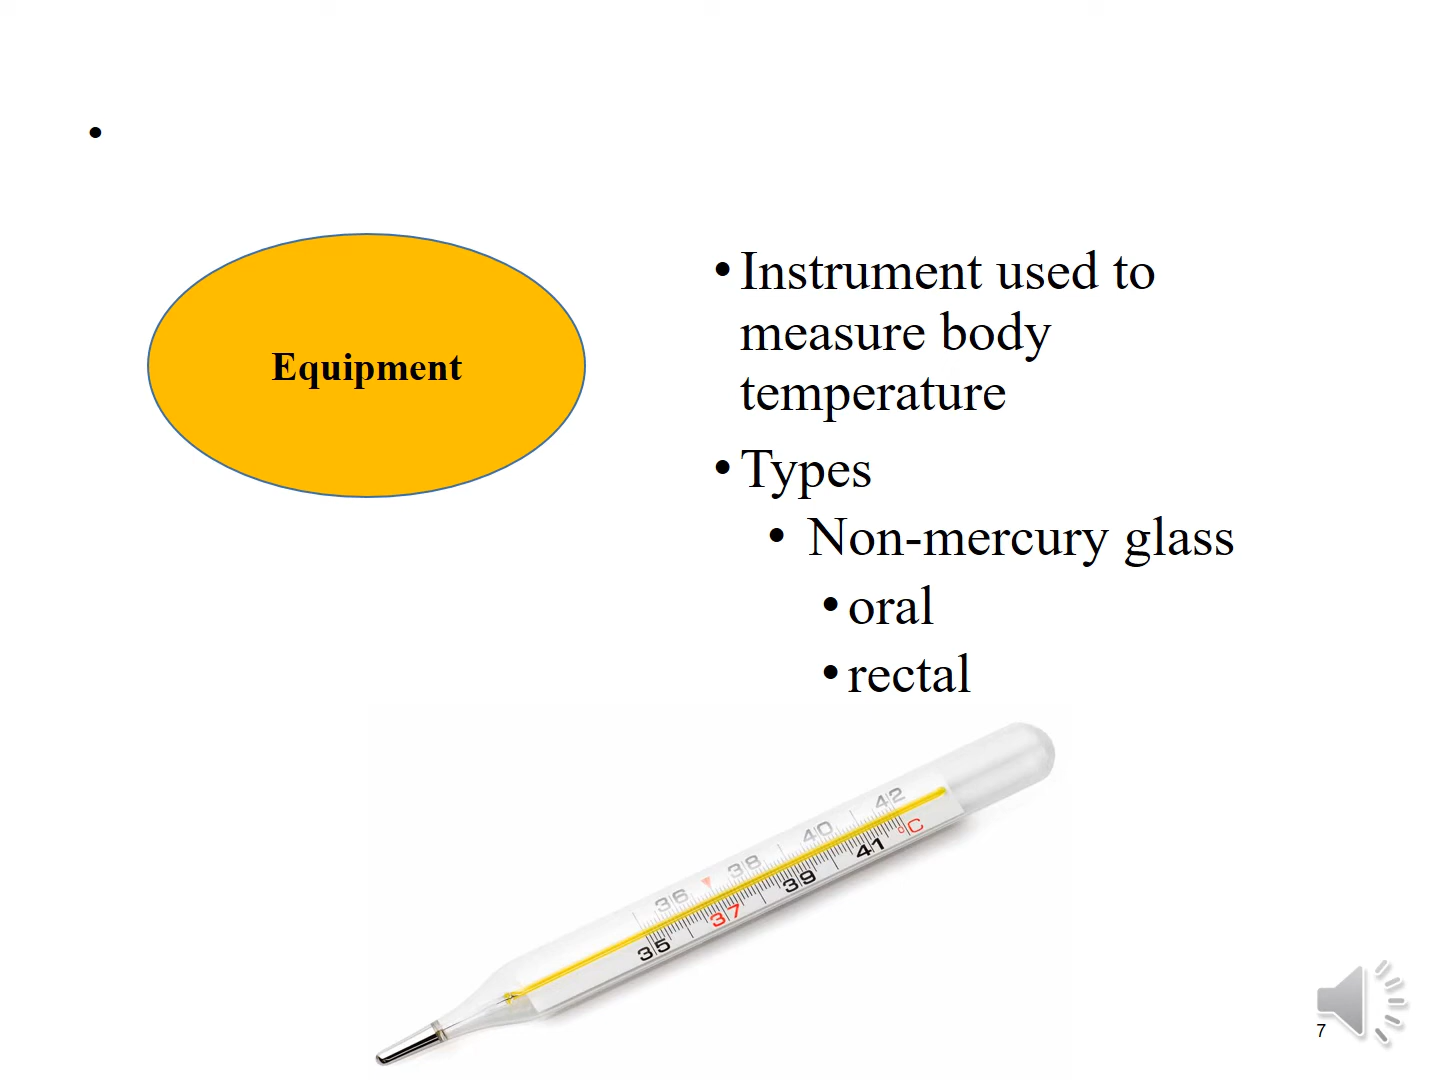 •
Equipment
• Instrument used to
measure body
temperature
• Types
• Non-mercury glass
• oral
• rectal
42
40
°C
38
41
36
39
37
35
7